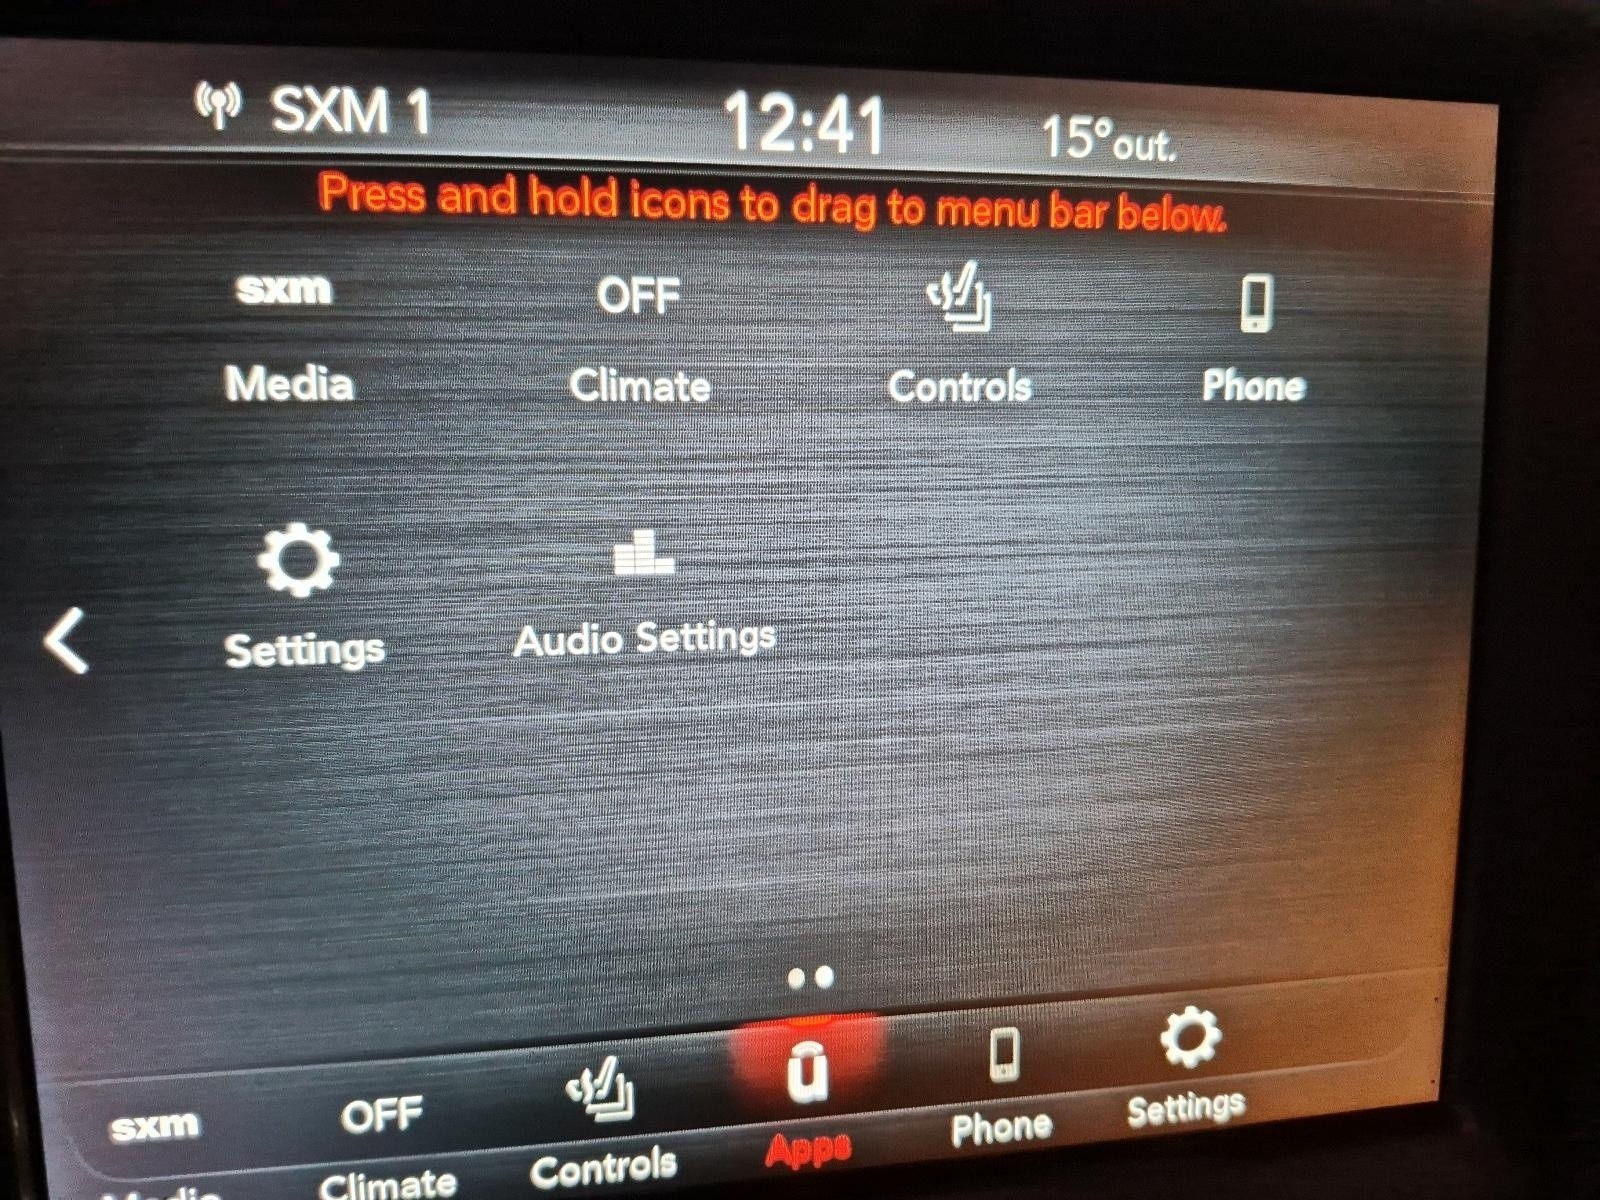 SXM 1 12:41 15° out.
Press and hold icons to drag to menu bar below.
sxm OFF
Media Climate Controls Phone
Settings Audio Settings
sxm OFF
Media Climate Controls Apps Phone Settings